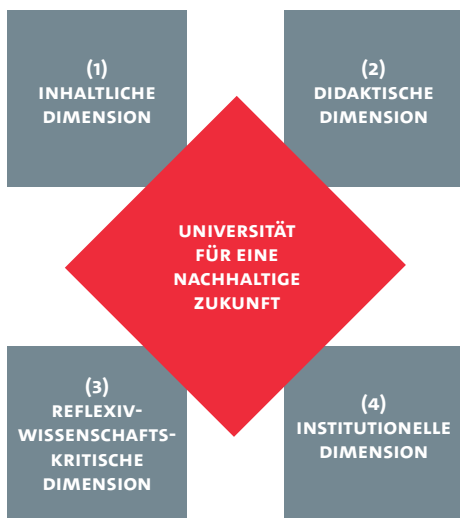 (1)
INHALTLICHE
DIMENSION
(2)
DIDAKTISCHE
DIMENSION
UNIVERSITÄT
FÜR EINE
NACHHALTIGE
ZUKUNFT
(3)
REFLEXIV-
WISSENSCHAFTS-
KRITISCHE
DIMENSION
(4)
INSTITUTIONELLE
DIMENSION